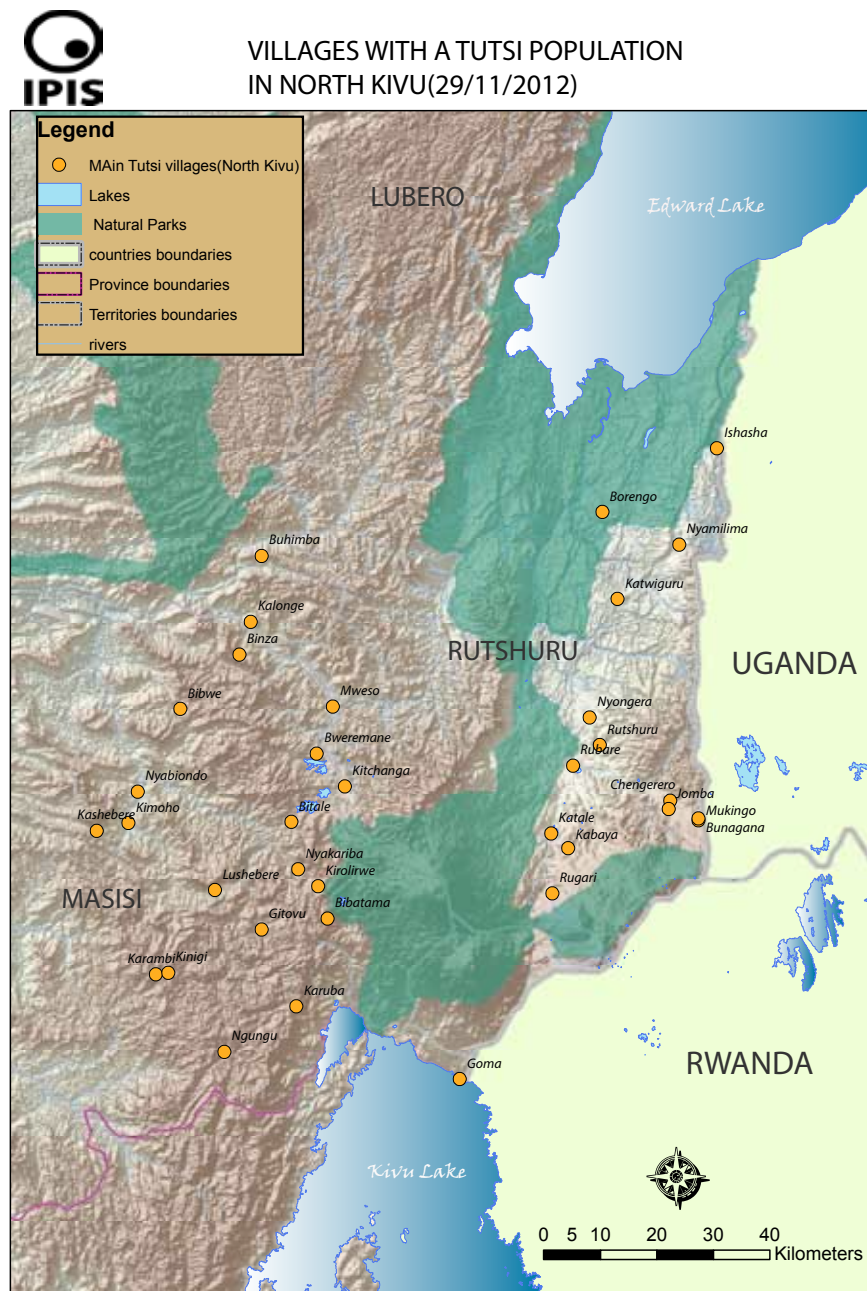 IPIS
VILLAGES WITH A TUTSI POPULATION
IN NORTH KIVU(29/11/2012)
Legend
MAin Tutsi villages(North Kivu)
Lakes
Natural Parks
countries boundaries
Province boundaries
Territories boundaries
rivers
LUBERO
Edward Lake
Ishasha
Borengo
Nyamilima
Buhimba
Katwiguru
Kalonge
Binza
RUTSHURU
UGANDA
Bibwe
Mweso
Nyongera
Rutshuru
Bweremane
Rubare
Kitchanga
Nyabiondo
Chengerero
Jomba
Kimoho
Kashebere
Bitale
Mukingo
Bunagana
Katale
Kabaya
Nyakariba
Kirolirwe
Lushebere
Rugari
MASISI
Bibatama
Gitovu
Karambi
Kinigi
Karuba
Ngungu
Goma
RWANDA
Kivu Lake
0 5 10 20 30 40
Kilometers